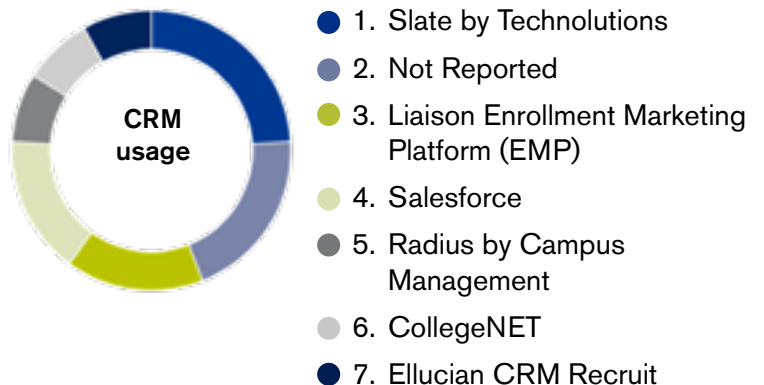 CRM
usage
1. Slate by Technolutions
2. Not Reported
3. Liaison Enrollment Marketing
Platform (EMP)
4. Salesforce
5. Radius by Campus
Management
6. CollegeNET
7. Ellucian CRM Recruit